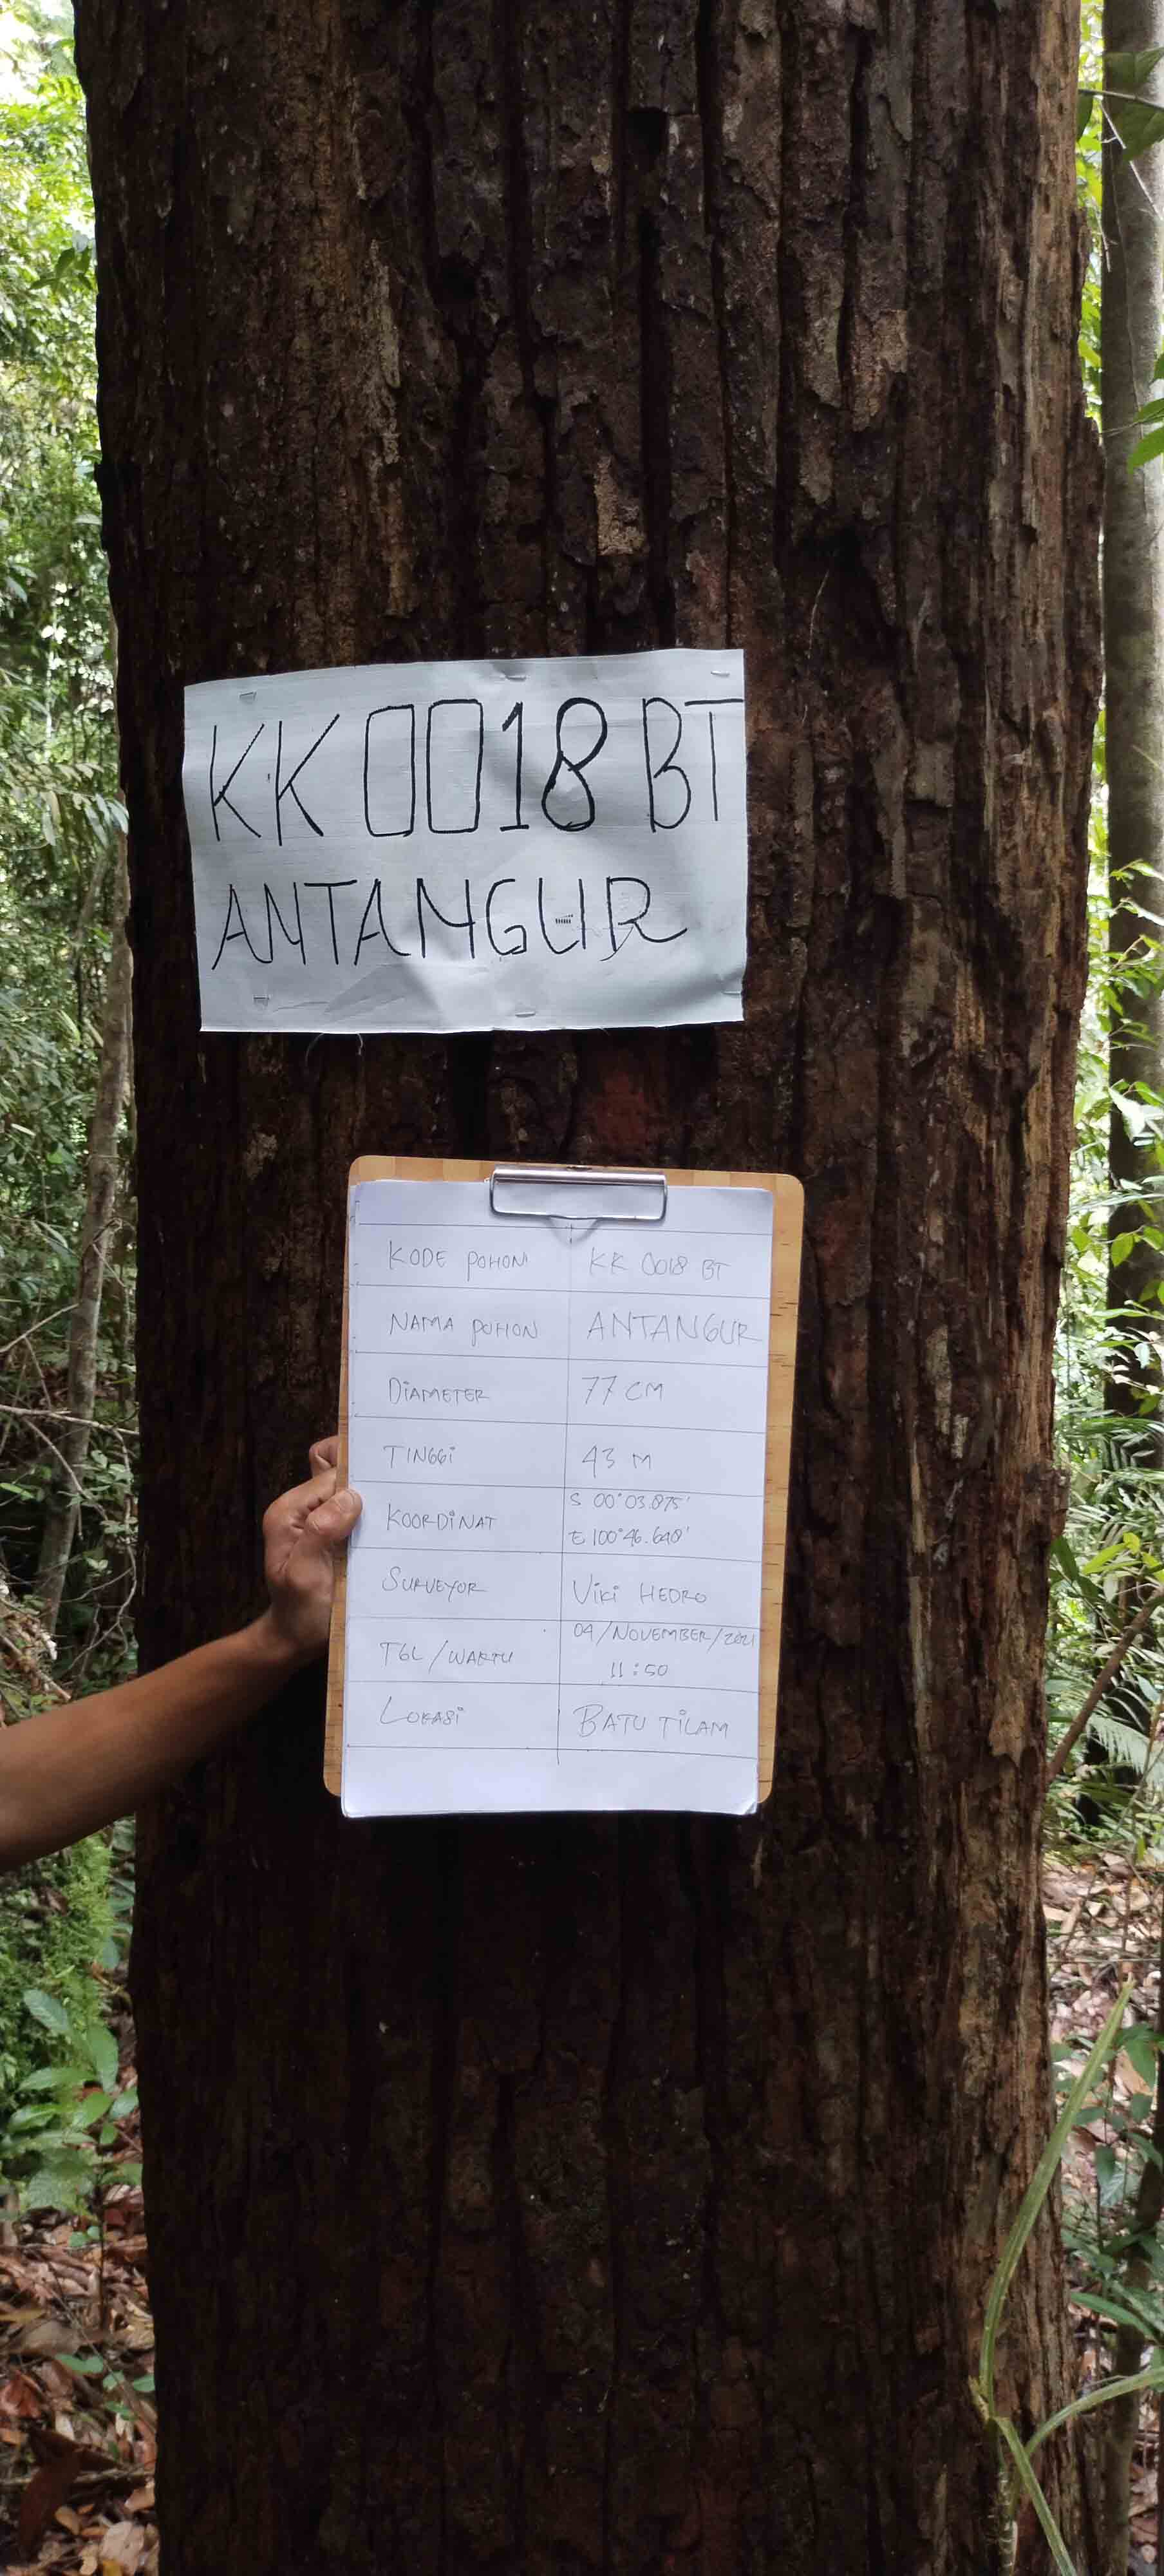 KK 0018 BT
ANTANGUR
KODE POHON KK 0018 BT
NAMA POHON ANTANGUR
DIAMETER 77 CM
TINGGI 43 M
KOORDINAT S 00°03.875'
E 100°46.640'
SURVEYOR VIKI HEDRO
TGL/WAKTU 04/NOVEMBER/2021
11:50
LOKASI BATU TILAM